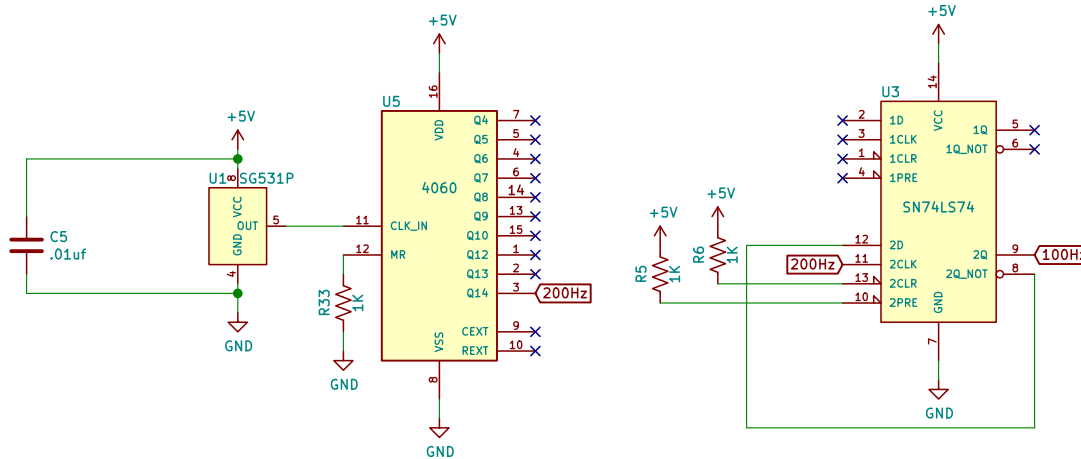 +5V
U1 SG531P
8
VCC
OUT
5
GND
4
GND
C5
.01uf
+5V
16
U5
VDD
4060
11
CLK_IN
12
MR
R33
1K
GND
Q4
7
Q5
5
Q6
4
Q7
6
Q8
14
Q9
13
Q10
15
Q12
1
Q13
2
Q14
3
200Hz
CEXT
9
REXT
10
VSS
8
GND
+5V
R5
1K
+5V
R6
1K
+5V
14
U3
VCC
2
1D
3
1CLK
1
1CLR
4
1PRE
1Q
5
1Q_NOT
6
SN74LS74
12
2D
200Hz
11
2CLK
13
2CLR
10
2PRE
2Q
9
100Hz
2Q_NOT
8
GND
7
GND